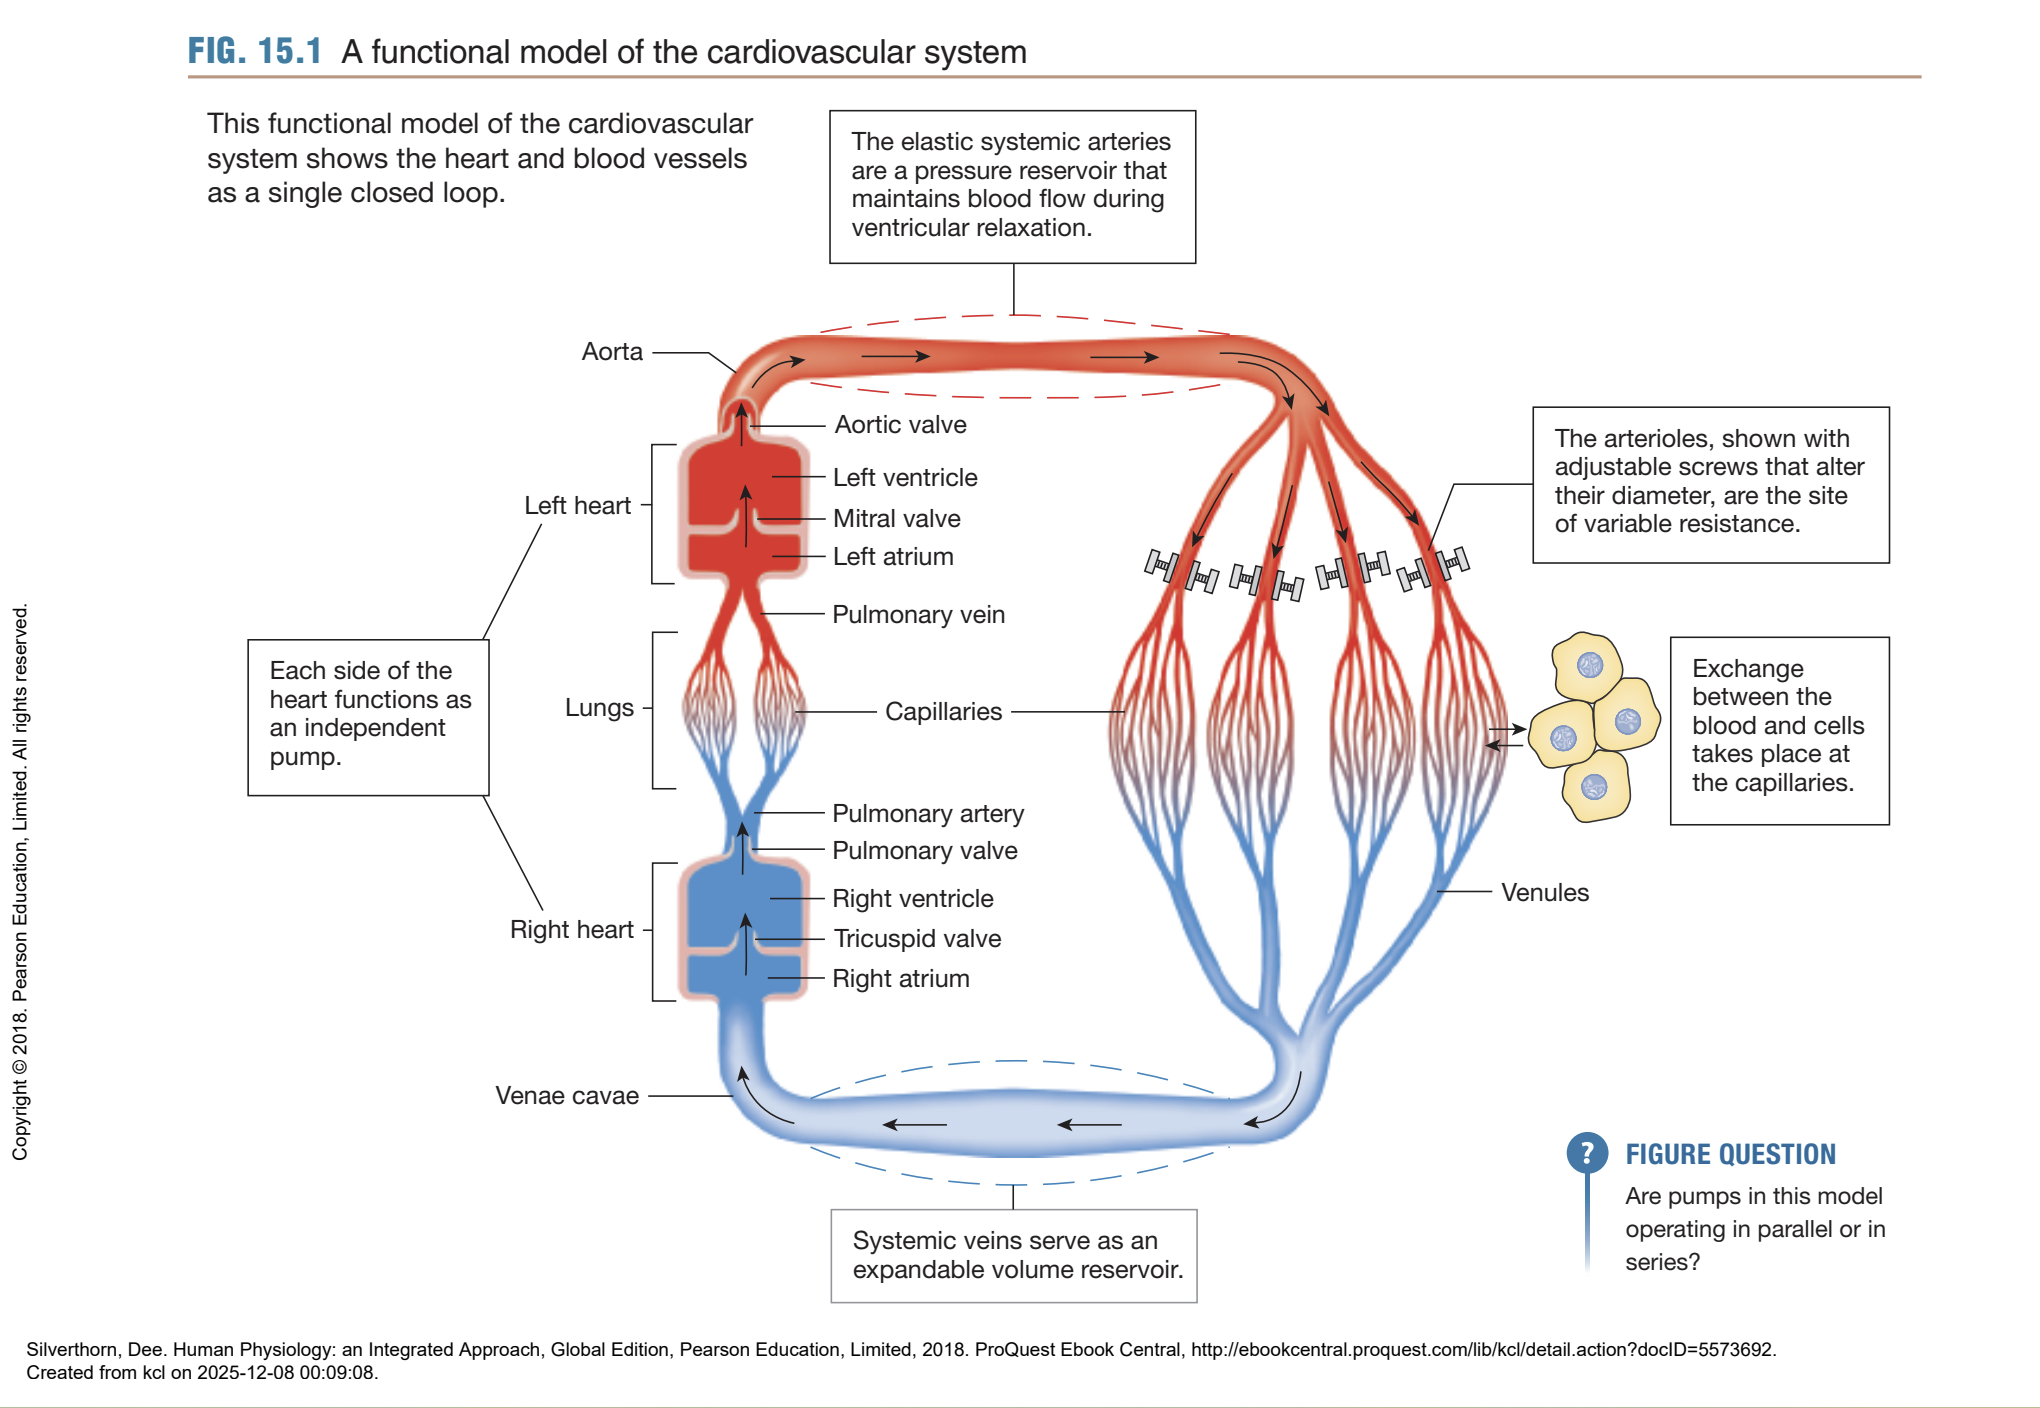 FIG. 15.1 A functional model of the cardiovascular system
This functional model of the cardiovascular
system shows the heart and blood vessels
as a single closed loop.
The elastic systemic arteries
are a pressure reservoir that
maintains blood flow during
ventricular relaxation.
Aorta
Aortic valve
Left ventricle
Mitral valve
Left atrium
Left heart
The arterioles, shown with
adjustable screws that alter
their diameter, are the site
of variable resistance.
Pulmonary vein
Each side of the
heart functions as
an independent
pump.
Lungs
Capillaries
Exchange
between the
blood and cells
takes place at
the capillaries.
Pulmonary artery
Pulmonary valve
Right ventricle
Tricuspid valve
Right atrium
Right heart
Venules
Venae cavae
Systemic veins serve as an
expandable volume reservoir.
? FIGURE QUESTION
Are pumps in this model
operating in parallel or in
series?
Copyright © 2018. Pearson Education, Limited. All rights reserved.
Silverthorn, Dee. Human Physiology: an Integrated Approach, Global Edition, Pearson Education, Limited, 2018. ProQuest Ebook Central, http://ebookcentral.proquest.com/lib/kcl/detail.action?docID=5573692.
Created from kcl on 2025-12-08 00:09:08.